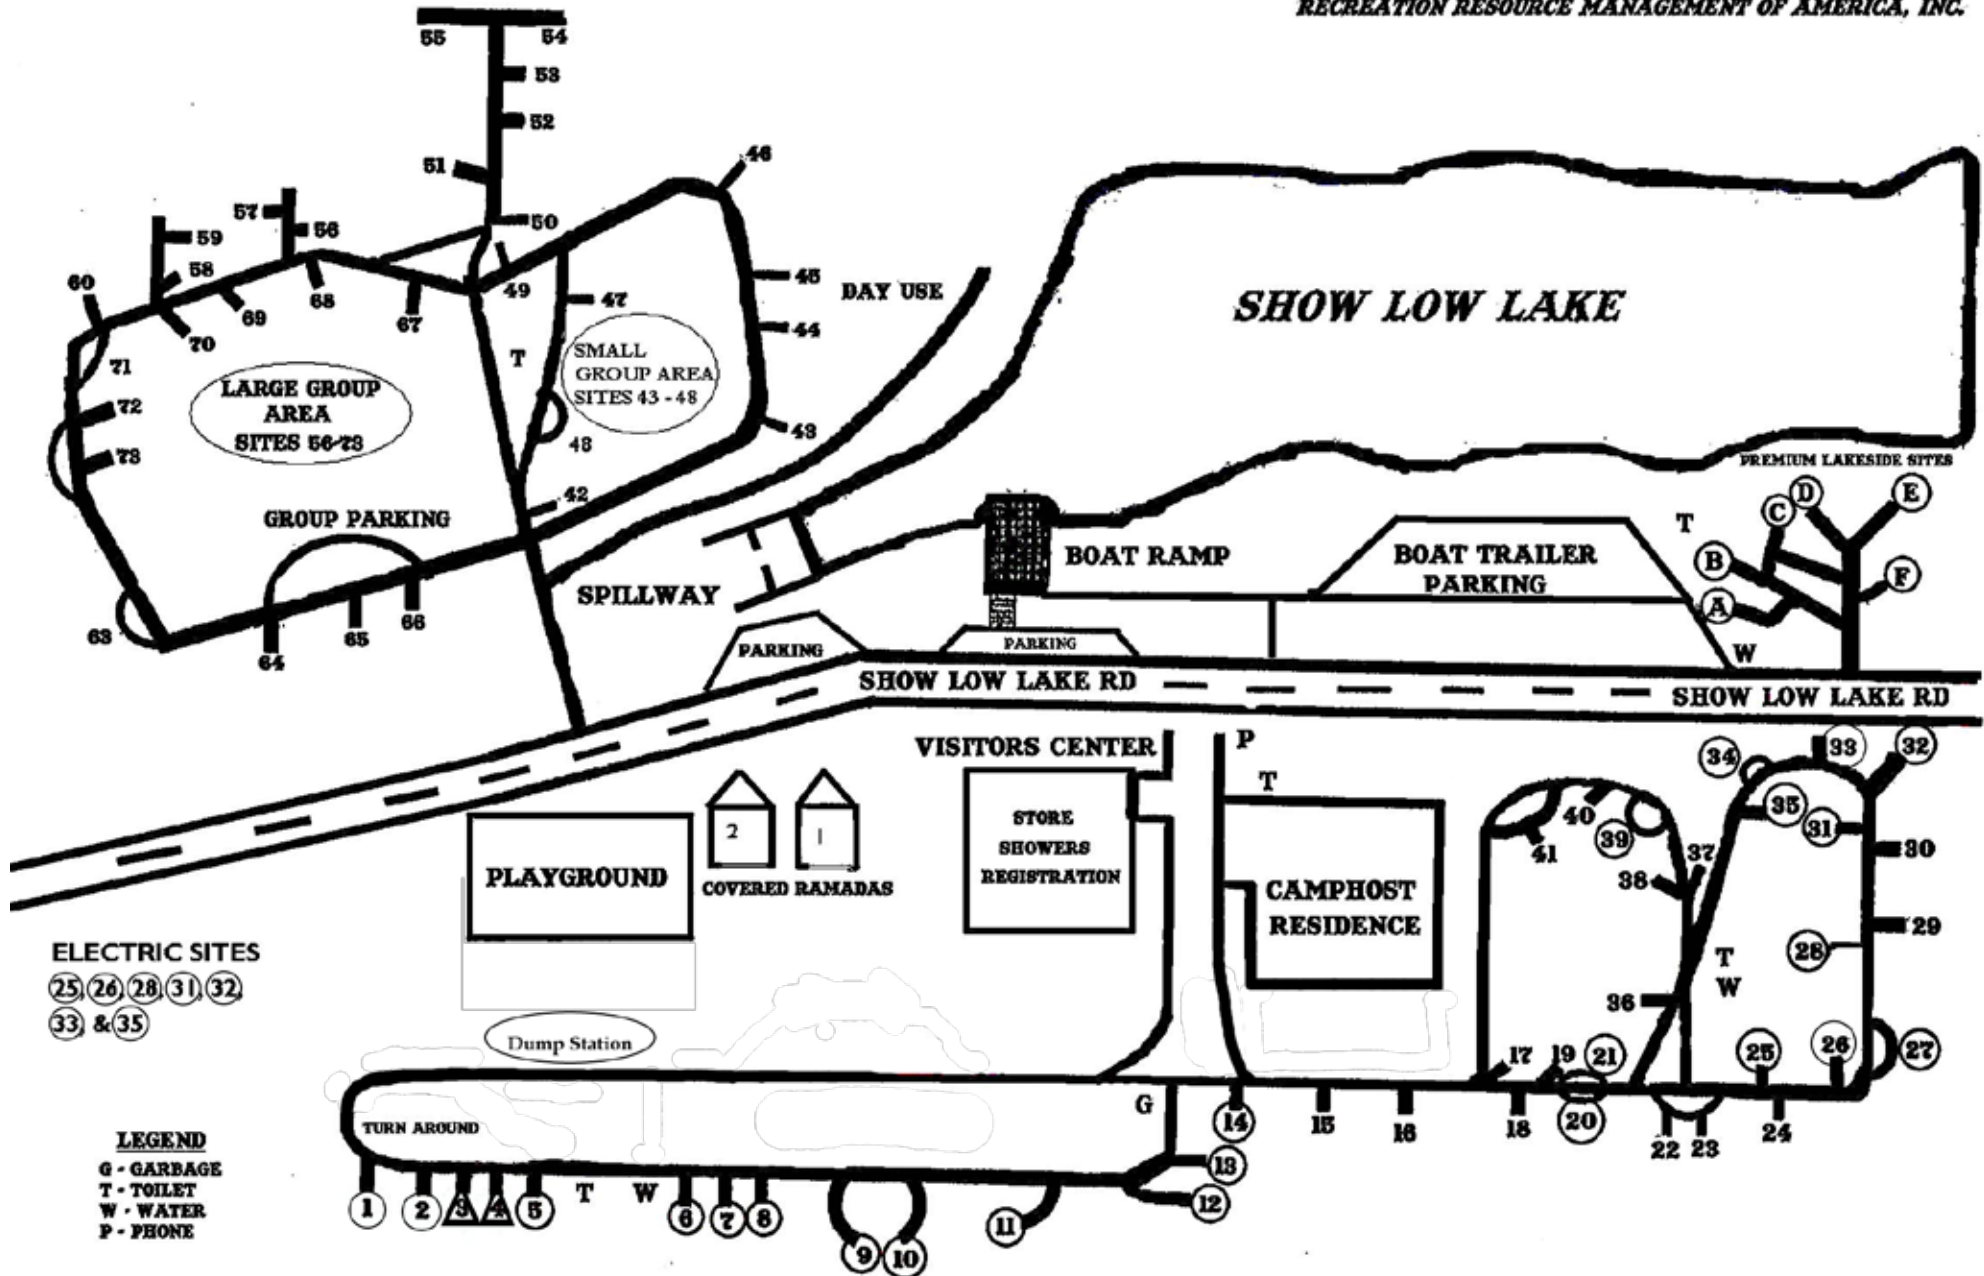 RECREATION RESOURCE MANAGEMENT OF AMERICA, INC.
55
54
53
52
51
50
46
57
56
59
58
60
45
49
47
DAY USE
SHOW LOW LAKE
44
68
69
67
70
71
T
SMALL
GROUP AREA
SITES 43 - 48
LARGE GROUP
AREA
SITES 56-73
72
73
48
43
42
GROUP PARKING
PREMIUM LAKESIDE SITES
D
E
C
T
B
F
A
W
BOAT RAMP
BOAT TRAILER
PARKING
SPILLWAY
63
64
65
66
PARKING
PARKING
SHOW LOW LAKE RD
SHOW LOW LAKE RD
VISITORS CENTER
P
T
STORE
SHOWERS
REGISTRATION
2
1
COVERED RAMADAS
PLAYGROUND
CAMPHOST
RESIDENCE
34
33
32
35
31
30
40
39
41
37
38
29
28
T
W
36
ELECTRIC SITES
25, 26, 28, 31, 32,
33, & 35
Dump Station
17
19
21
25
26
27
TURN AROUND
G
14
15
16
18
20
22
23
24
LEGEND
G - GARBAGE
T - TOILET
W - WATER
P - PHONE
1
2
3
4
5
T
W
6
7
8
9
10
11
12
13